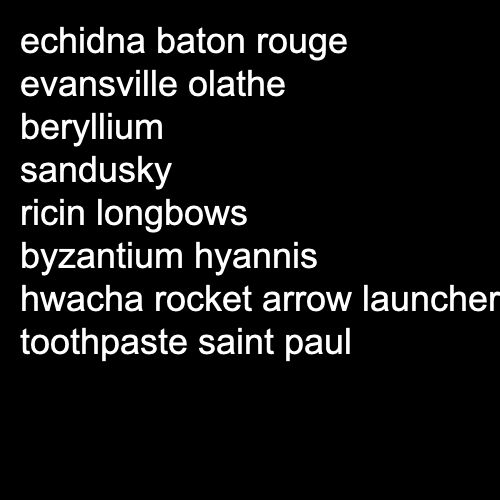 echidna baton rouge
evansville olathe
beryllium
sandusky
ricin longbows
byzantium hyannis
hwacha rocket arrow launcher
toothpaste saint paul